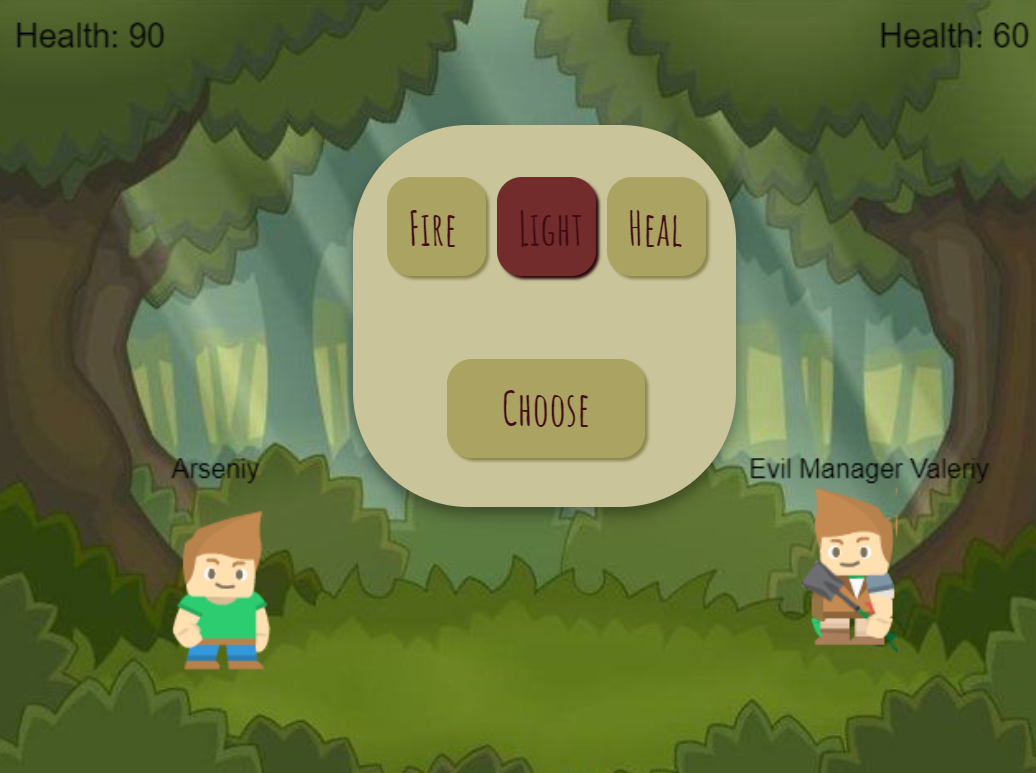 Health: 90
Health: 60
Fire
Light
Heal
Choose
Arseniy
Evil Manager Valeriy